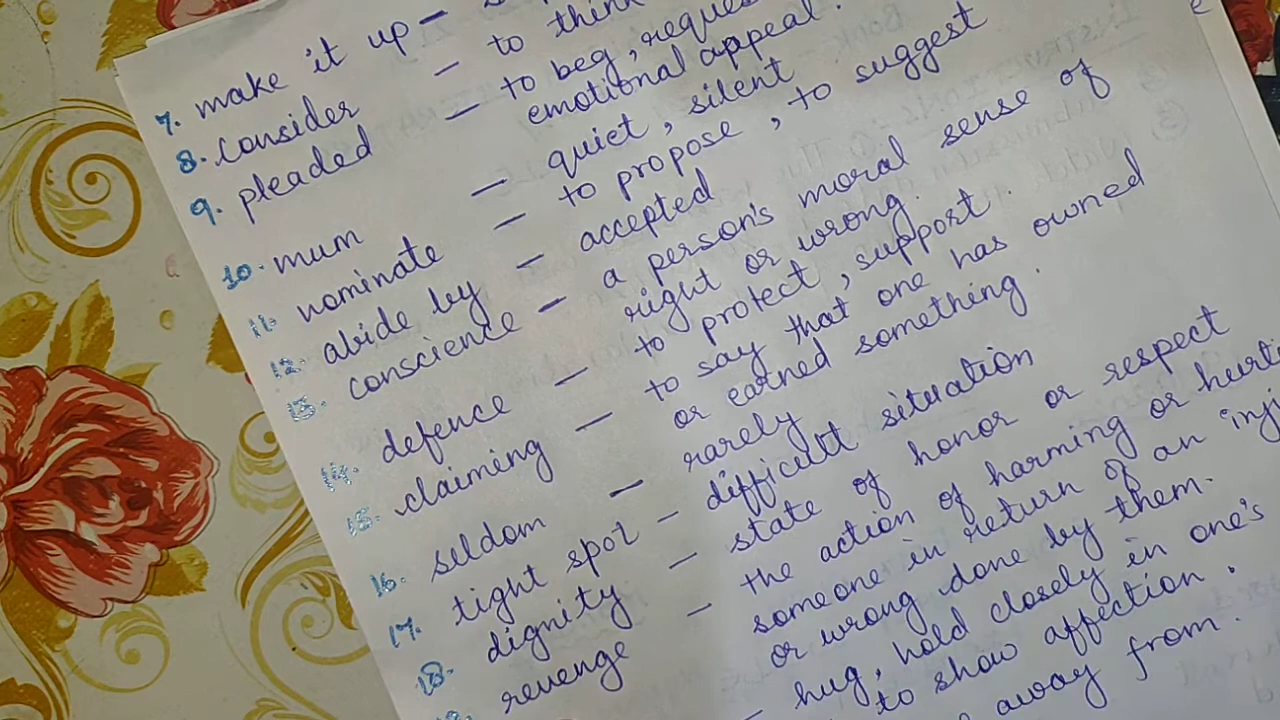 7. make it up -
8. consider - to think
9. pleaded - to beg, reques
emotional appeal.
10. mum - quiet, silent
11. nominate - to propose, to suggest
12. abide by - accepted
13. conscience - a person's moral sense of
right or wrong.
14. defence - to protect, support.
15. claiming - to say that one has owned
or earned something.
16. seldom - rarely
17. tight spot - difficult situation
18. dignity - state of honor or respect
19. revenge - the action of harming or hurti
someone in return of an inj
or wrong done by them.
- hug, hold closely in one's
to show affection.
away from.